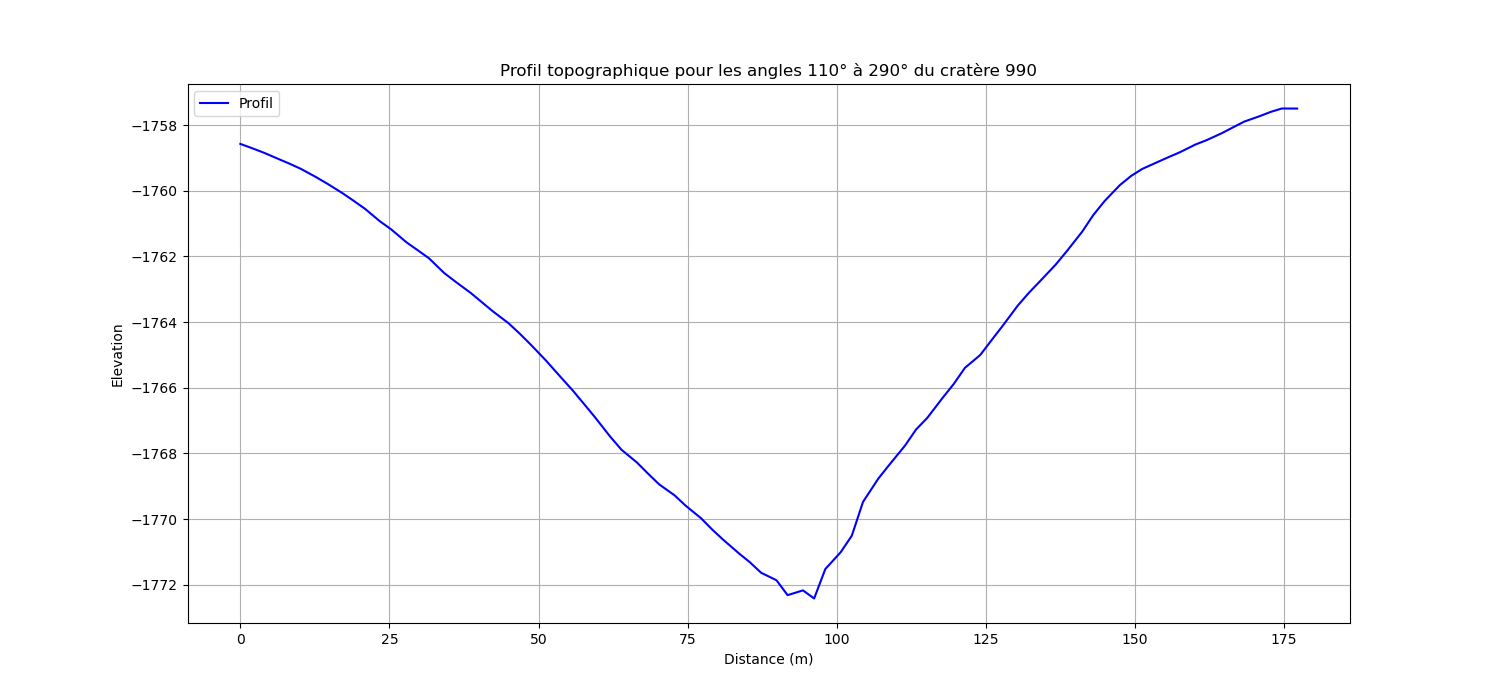 Profil topographique pour les angles 110° à 290° du cratère 990
Profil
−1758
−1760
−1762
−1764
−1766
−1768
−1770
−1772
Elevation
0 25 50 75 100 125 150 175
Distance (m)